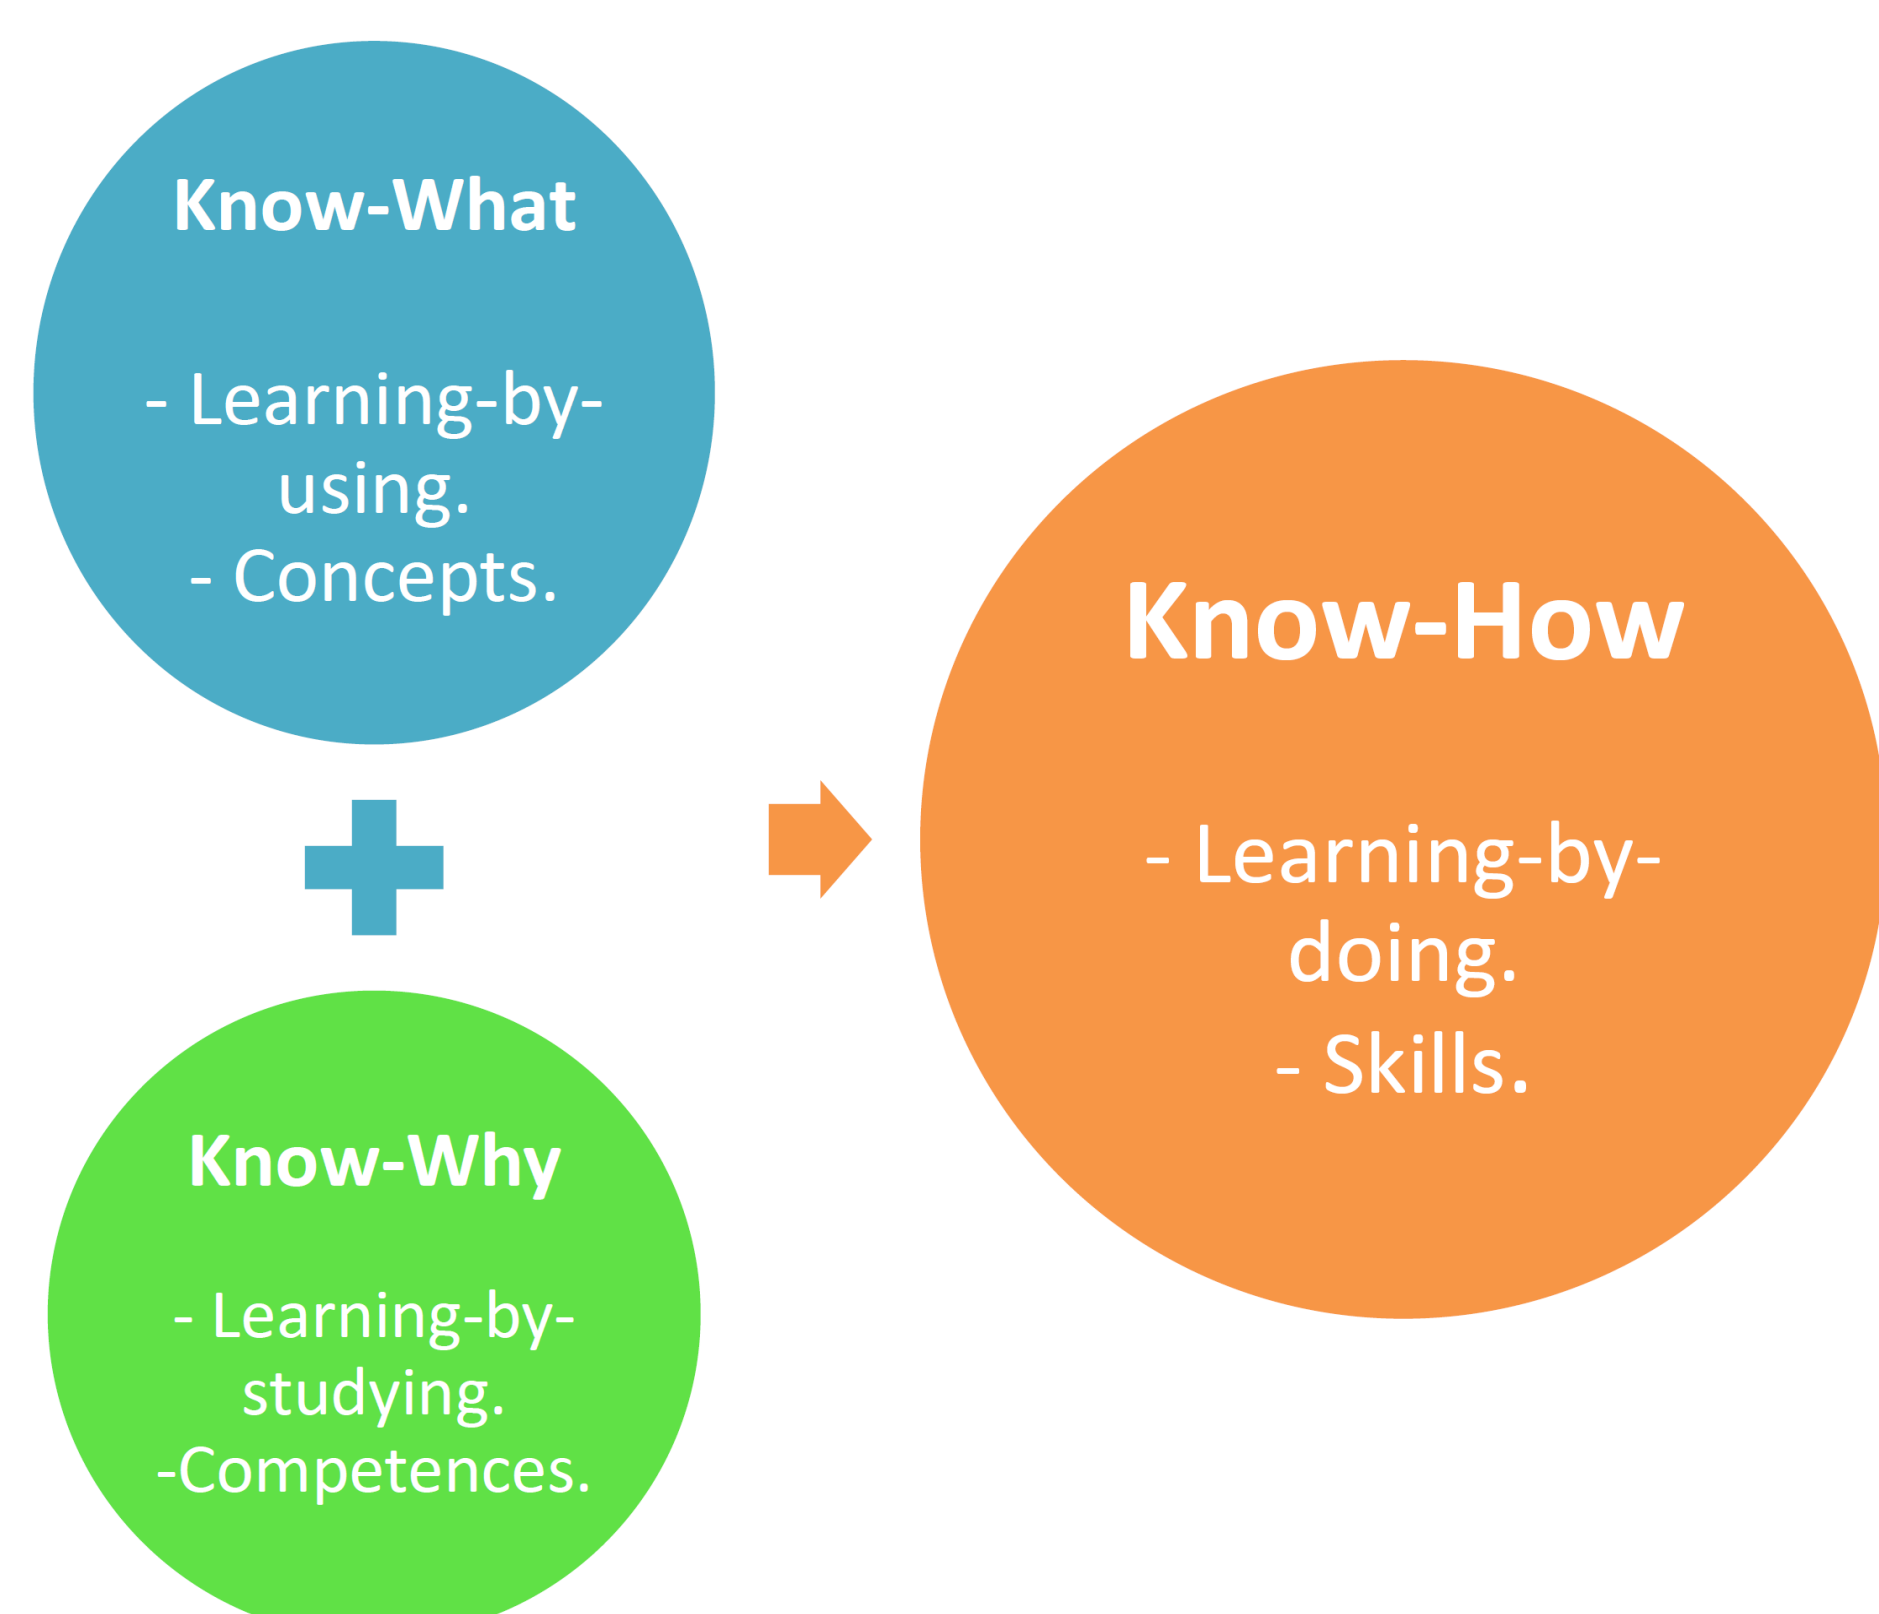 Know-What
- Learning-by-
using.
- Concepts.
Know-Why
- Learning-by-
studying.
-Competences.
Know-How
- Learning-by-
doing.
- Skills.